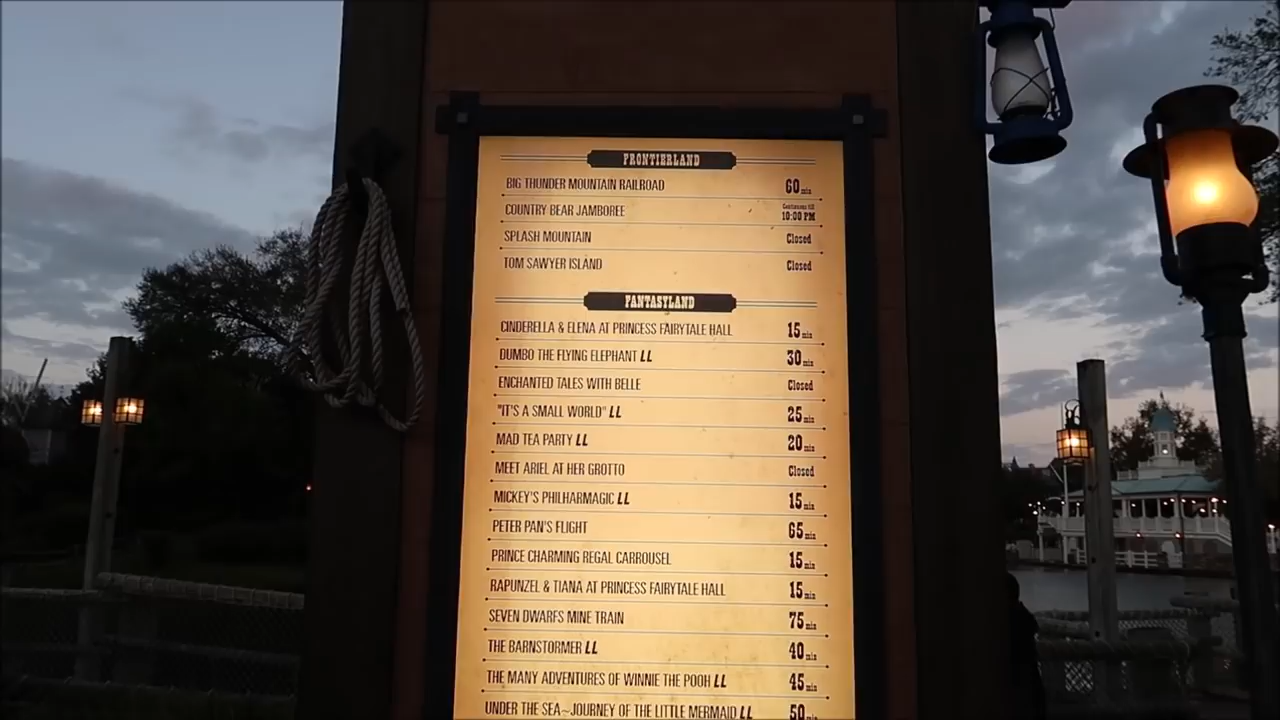 FRONTIERLAND
BIG THUNDER MOUNTAIN RAILROAD 60 min
COUNTRY BEAR JAMBOREE Continuous till 10:00 PM
SPLASH MOUNTAIN Closed
TOM SAWYER ISLAND Closed
FANTASYLAND
CINDERELLA & ELENA AT PRINCESS FAIRYTALE HALL 15 min
DUMBO THE FLYING ELEPHANT LL 30 min
ENCHANTED TALES WITH BELLE Closed
"IT'S A SMALL WORLD" LL 25 min
MAD TEA PARTY LL 20 min
MEET ARIEL AT HER GROTTO Closed
MICKEY'S PHILHARMAGIC LL 15 min
PETER PAN'S FLIGHT 65 min
PRINCE CHARMING REGAL CARROUSEL 15 min
RAPUNZEL & TIANA AT PRINCESS FAIRYTALE HALL 15 min
SEVEN DWARFS MINE TRAIN 75 min
THE BARNSTORMER LL 40 min
THE MANY ADVENTURES OF WINNIE THE POOH LL 45 min
UNDER THE SEA~JOURNEY OF THE LITTLE MERMAID LL 50 min